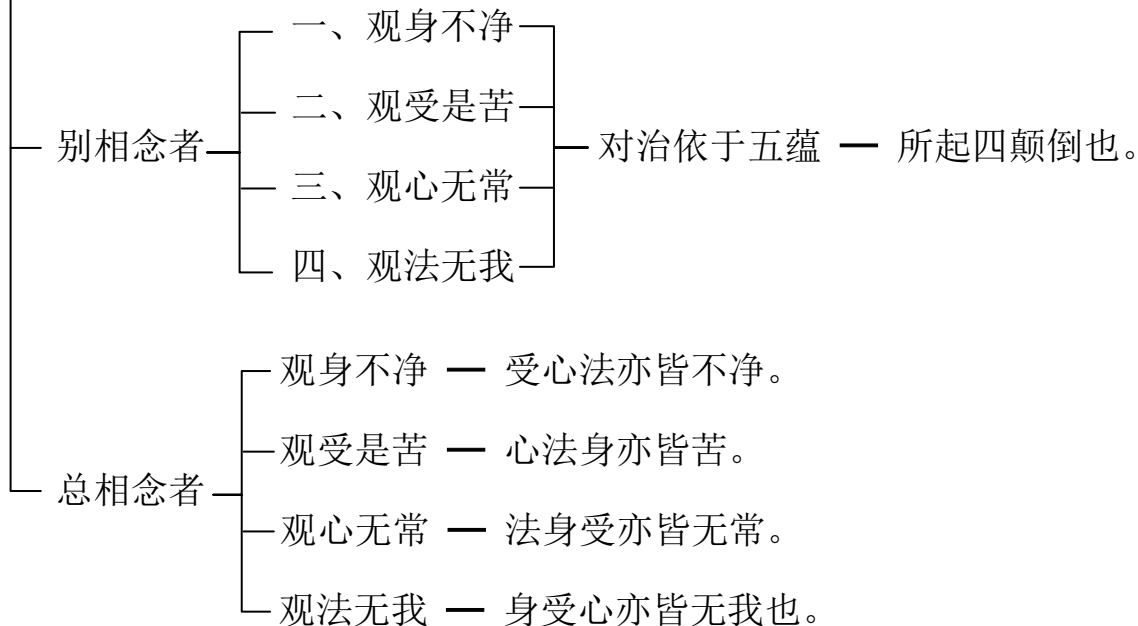 别相念者
一、观身不净
二、观受是苦
三、观心无常
四、观法无我
对治依于五蕴 — 所起四颠倒也。
总相念者
观身不净 — 受心法亦皆不净。
观受是苦 — 心法身亦皆苦。
观心无常 — 法身受亦皆无常。
观法无我 — 身受心亦皆无我也。